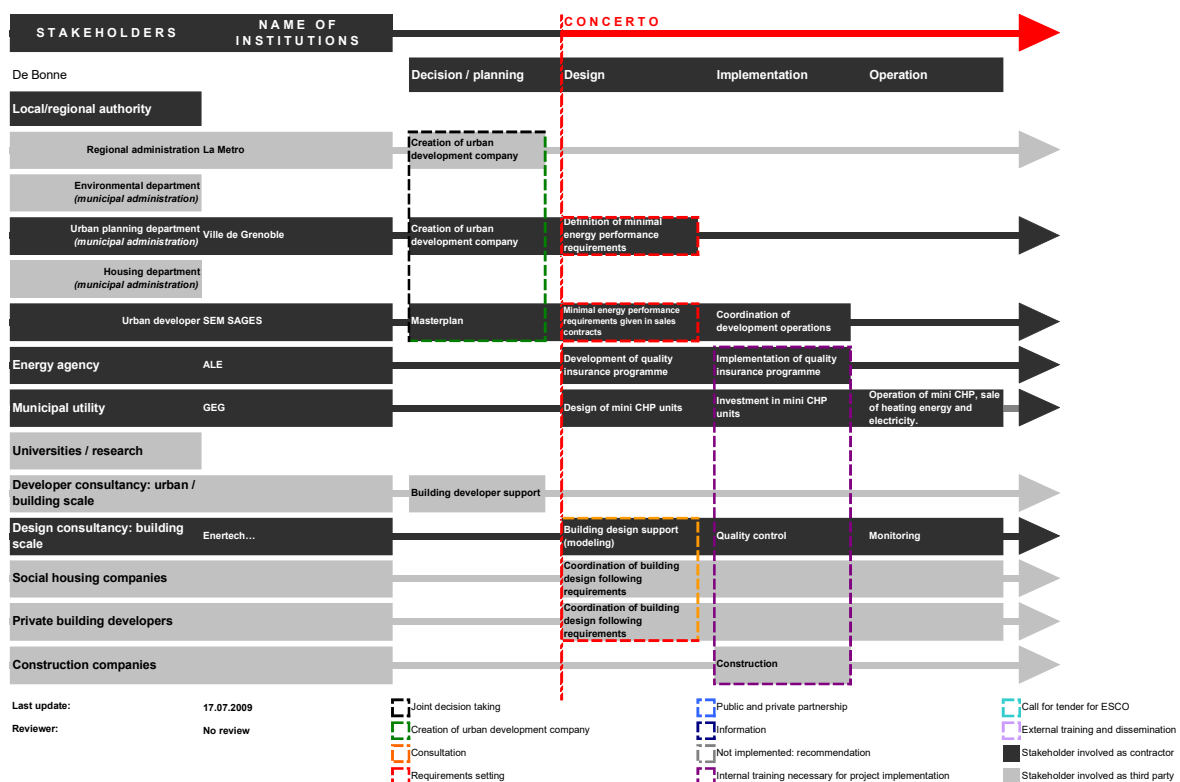 CONCERTO
STAKEHOLDERS
NAME OF
INSTITUTIONS
De Bonne
Decision / planning
Design
Implementation
Operation
Local/regional authority
Regional administration
La Metro
Creation of urban
development company
Environmental department
(municipal administration)
Urban planning department
(municipal administration)
Ville de Grenoble
Creation of urban
development company
Definition of minimal
energy performance
requirements
Housing department
(municipal administration)
Urban developer
SEM SAGES
Masterplan
Minimal energy performance
requirements given in sales
contracts
Coordination of
development operations
Energy agency
ALE
Development of quality
insurance programme
Implementation of quality
insurance programme
Municipal utility
GEG
Design of mini CHP units
Investment in mini CHP
units
Operation of mini CHP, sale
of heating energy and
electricity.
Universities / research
Developer consultancy: urban /
building scale
Building developer support
Design consultancy: building
scale
Enertech...
Building design support
(modeling)
Quality control
Monitoring
Social housing companies
Coordination of building
design following
requirements
Private building developers
Coordination of building
design following
requirements
Construction companies
Construction
Last update:
17.07.2009
Reviewer:
No review
Joint decision taking
Creation of urban development company
Consultation
Requirements setting
Public and private partnership
Information
Not implemented: recommendation
Internal training necessary for project implementation
Call for tender for ESCO
External training and dissemination
Stakeholder involved as contractor
Stakeholder involved as third party